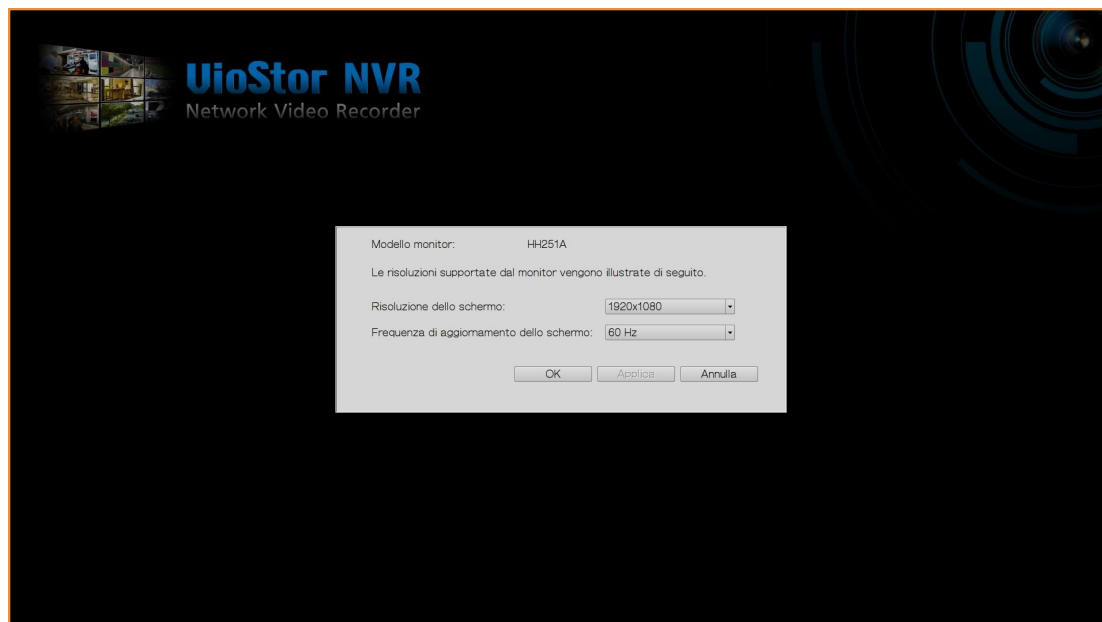 VioStor NVR
Network Video Recorder
Modello monitor: HH251A
Le risoluzioni supportate dal monitor vengono illustrate di seguito.
Risoluzione dello schermo: 1920x1080
Frequenza di aggiornamento dello schermo: 60 Hz
OK Applica Annulla